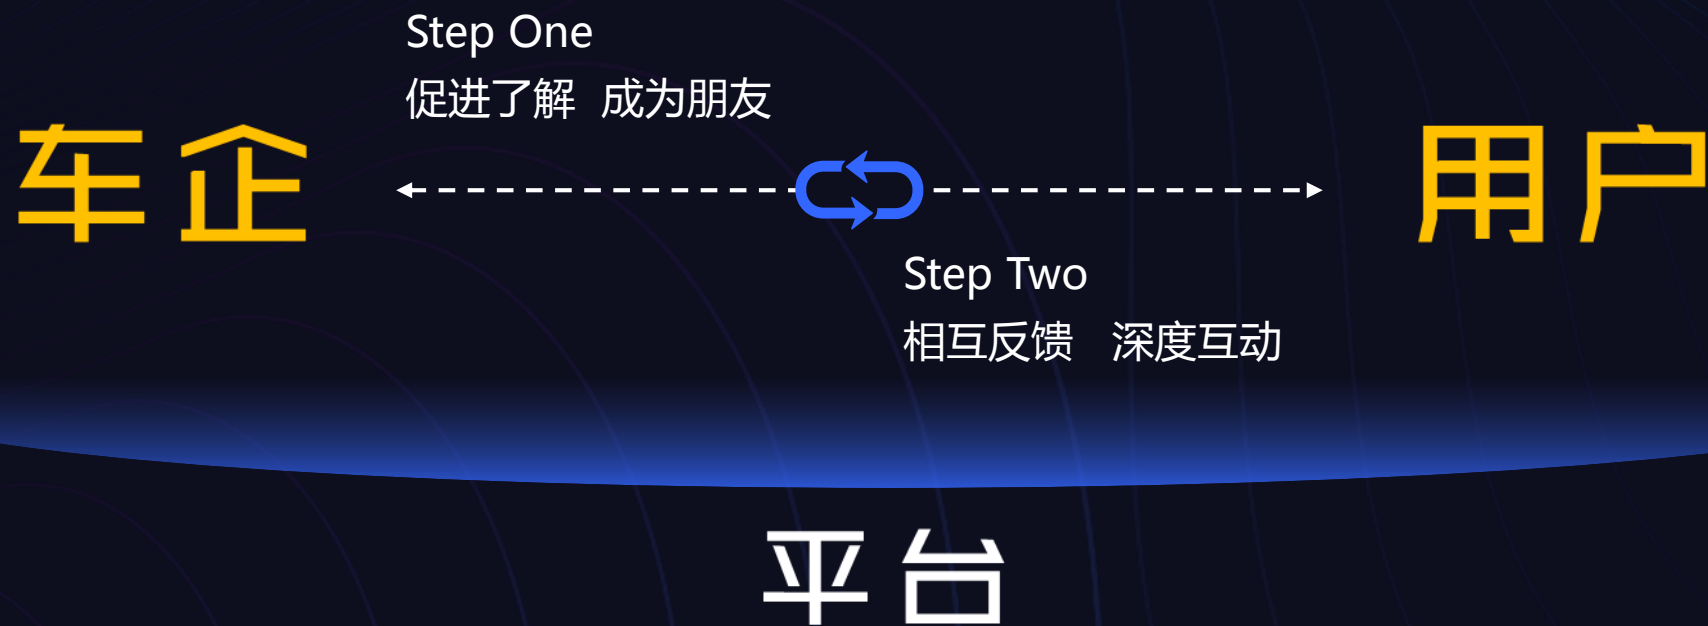 Step One
促进了解 成为朋友
车企
用户
Step Two
相互反馈 深度互动
平台